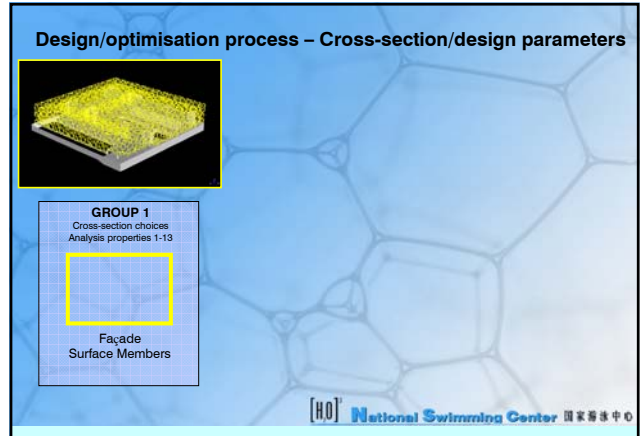 Design/optimisation process – Cross-section/design parameters
GROUP 1
Cross-section choices
Analysis properties 1-13
Façade
Surface Members
[H₂O]³ National Swimming Center 国家游泳中心